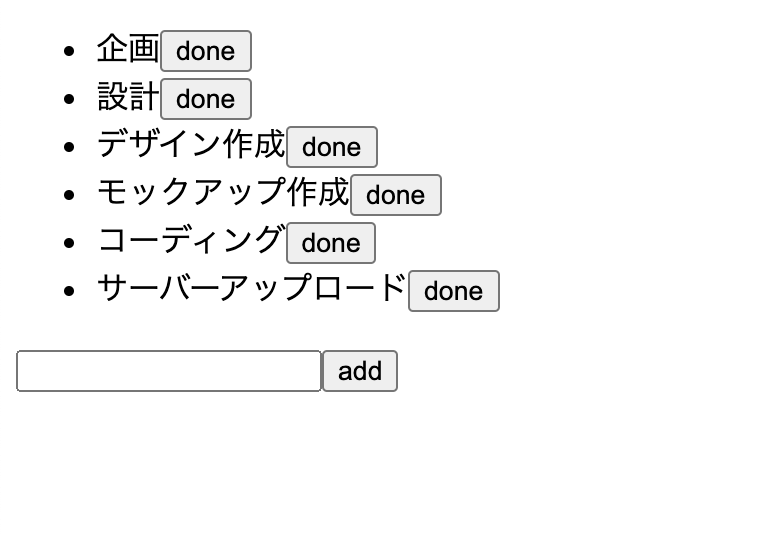 企画 done
設計 done
デザイン作成 done
モックアップ作成 done
コーディング done
サーバーアップロード done
add